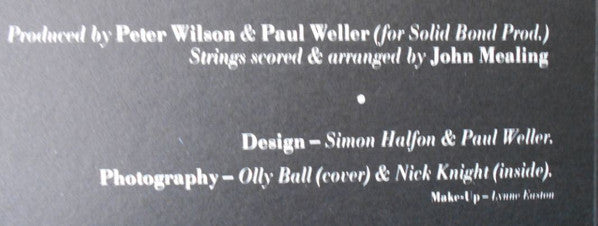 Produced by Peter Wilson & Paul Weller (for Solid Bond Prod.)
Strings scored & arranged by John Mealing
•
Design – Simon Halfon & Paul Weller.
Photography – Olly Ball (cover) & Nick Knight (inside).
Make-Up – Lynne Easton